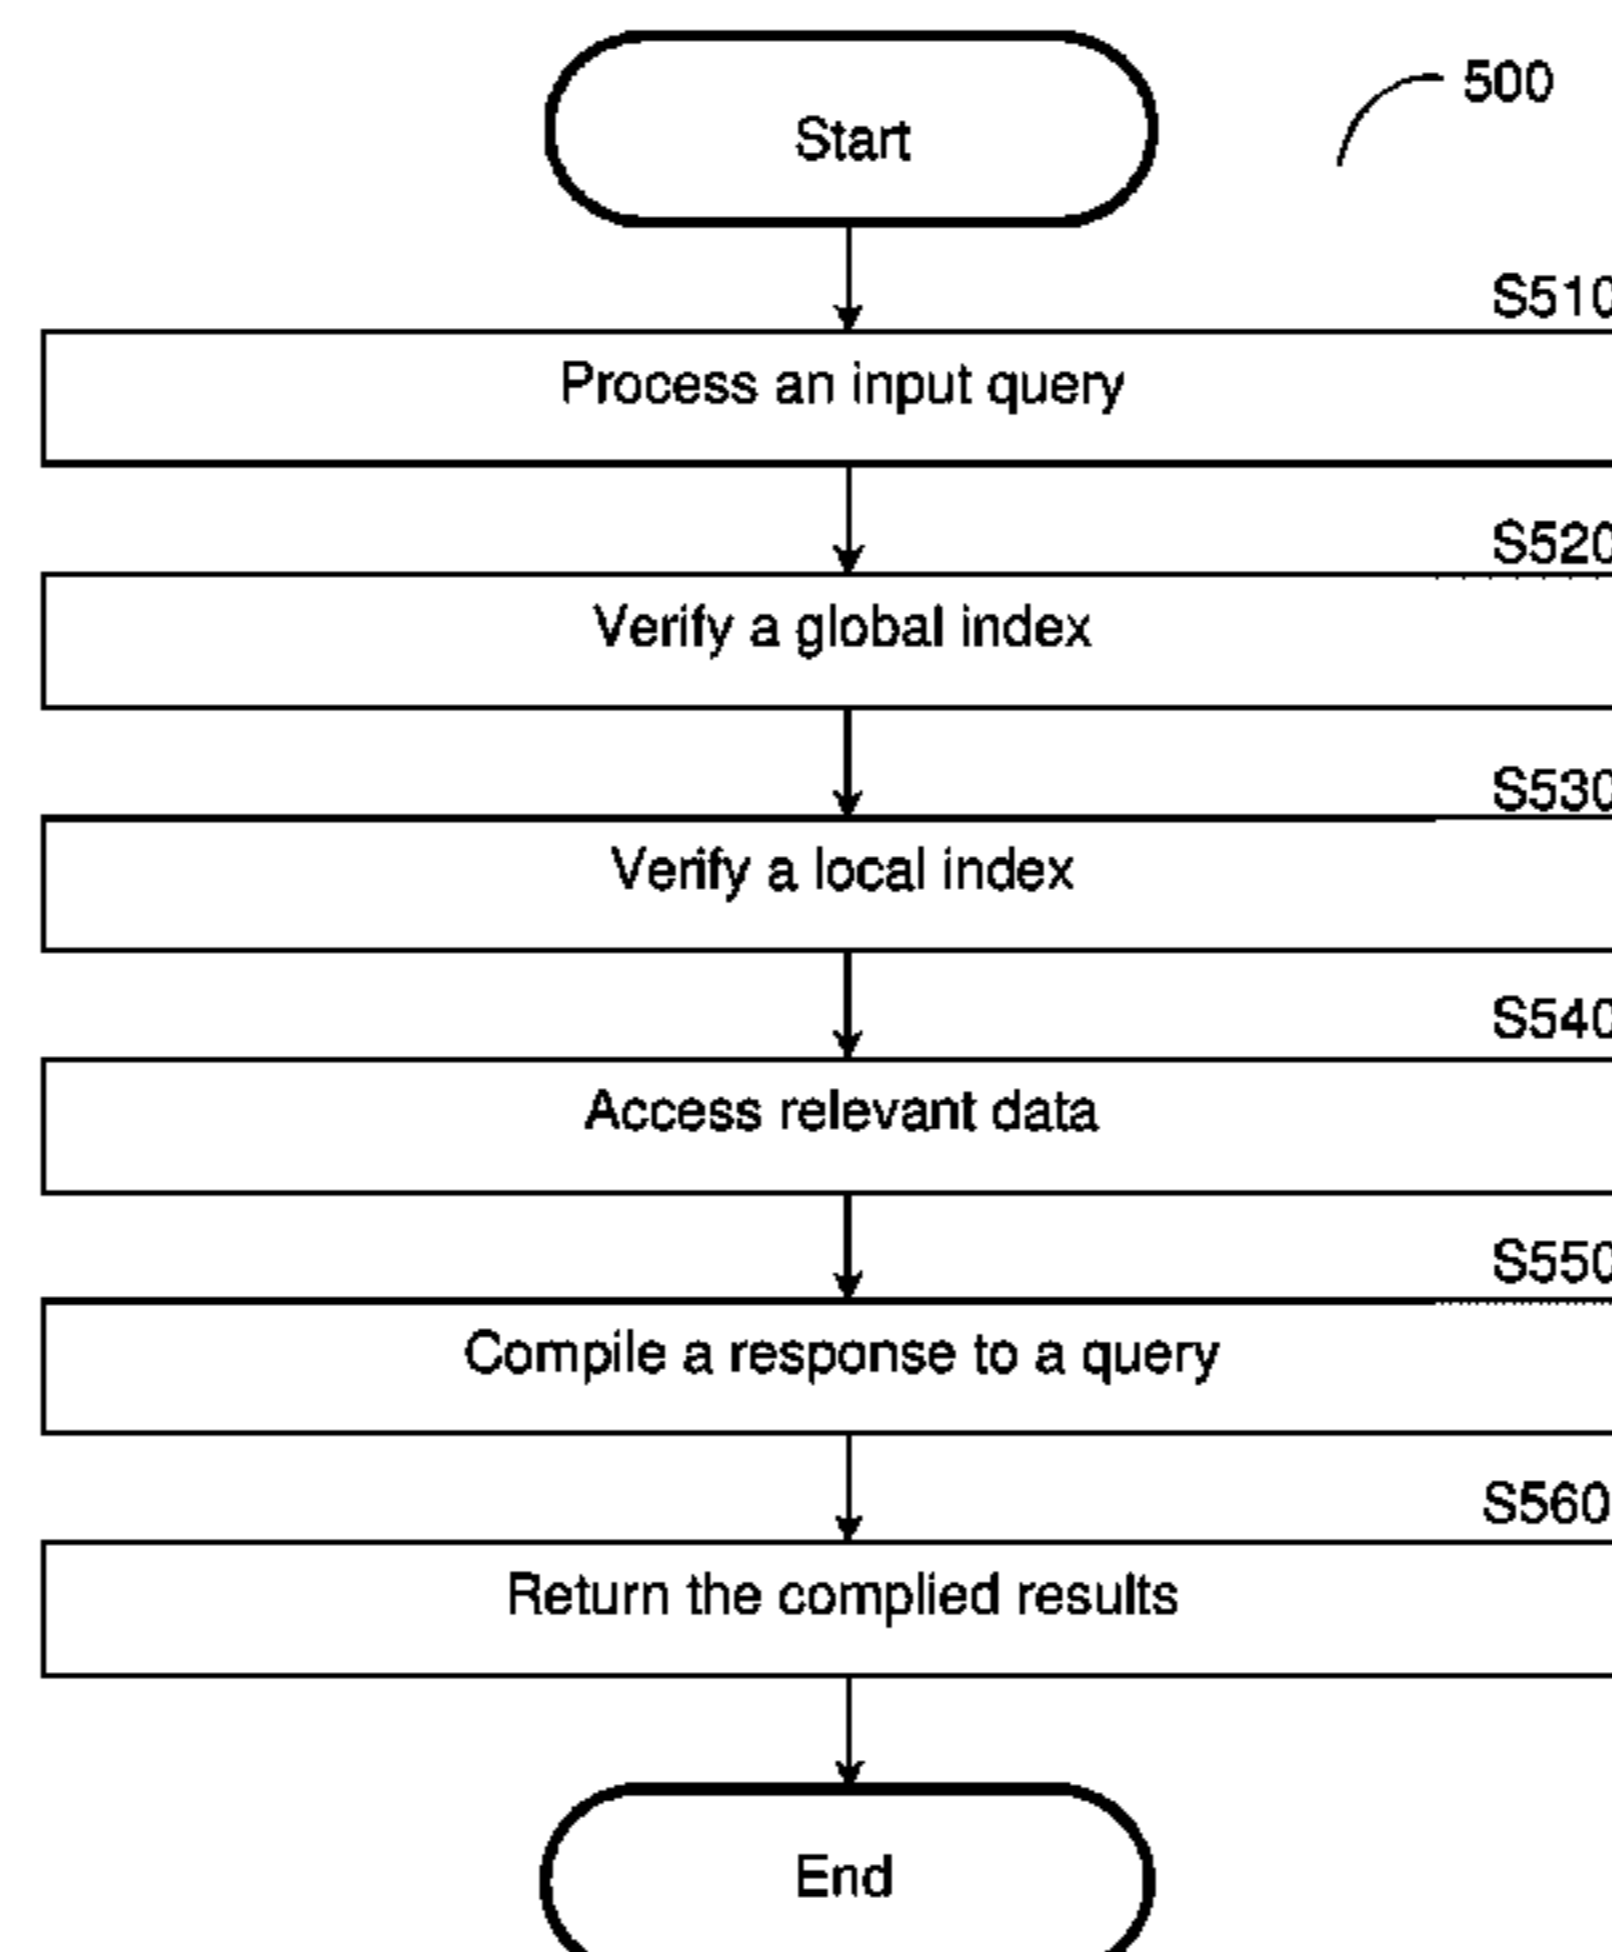 Start
500
S510
Process an input query
S520
Verify a global index
S530
Verify a local index
S540
Access relevant data
S550
Compile a response to a query
S560
Return the complied results
End